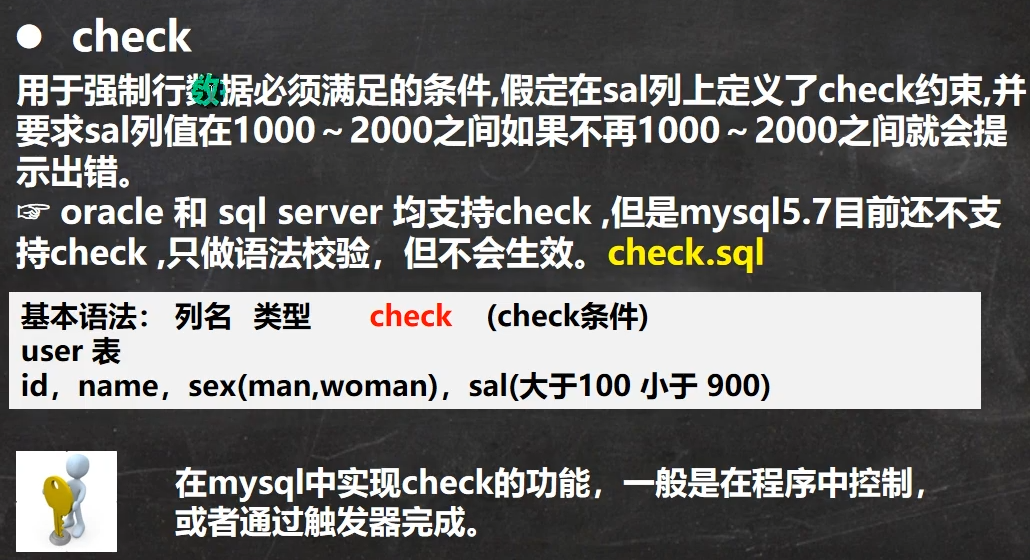 ● check
用于强制行数据必须满足的条件,假定在sal列上定义了check约束,并
要求sal列值在1000～2000之间如果不再1000～2000之间就会提
示出错。
☞ oracle 和 sql server 均支持check ,但是mysql5.7目前还不支
持check ,只做语法校验，但不会生效。check.sql
基本语法： 列名 类型 check (check条件)
user 表
id，name，sex(man,woman)，sal(大于100 小于 900)
在mysql中实现check的功能，一般是在程序中控制，
或者通过触发器完成。